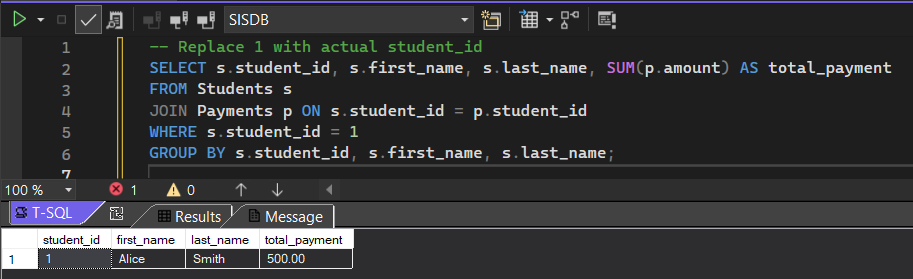 SISDB
1 -- Replace 1 with actual student_id
2 SELECT s.student_id, s.first_name, s.last_name, SUM(p.amount) AS total_payment
3 FROM Students s
4 JOIN Payments p ON s.student_id = p.student_id
5 WHERE s.student_id = 1
6 GROUP BY s.student_id, s.first_name, s.last_name;
7
100 % 1 0
T-SQL Results Message
student_id first_name last_name total_payment
1 1 Alice Smith 500.00